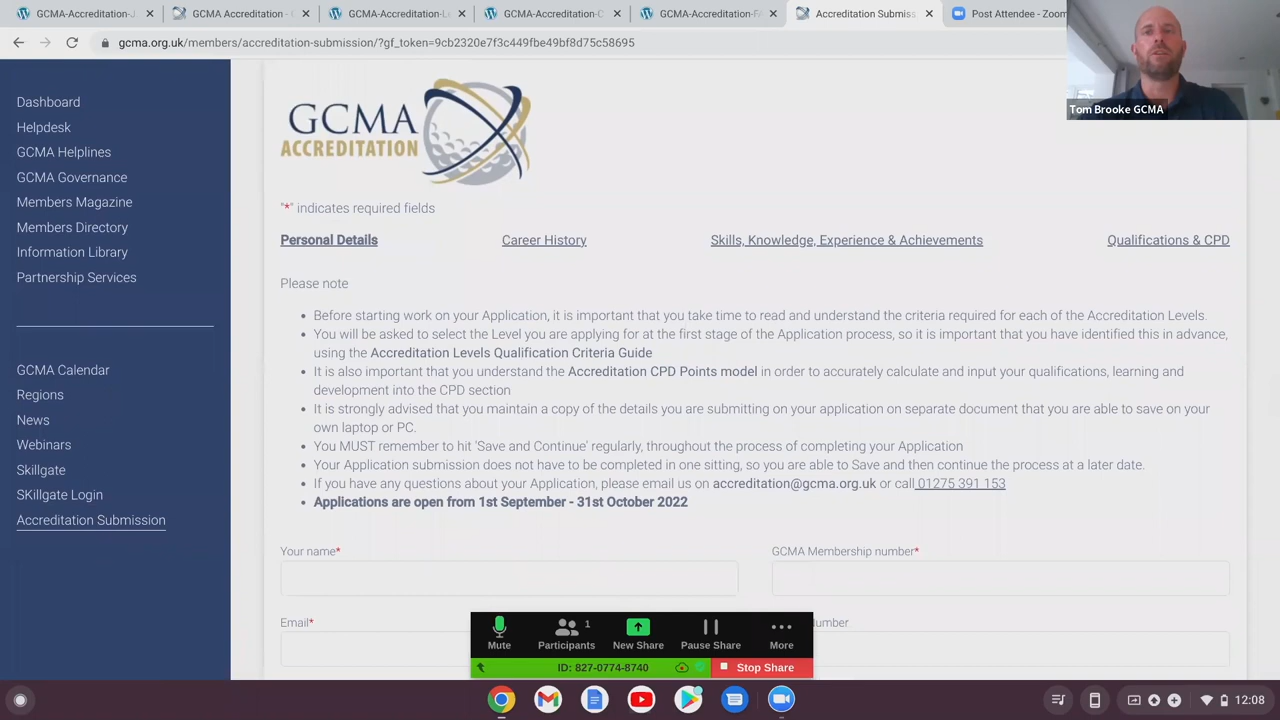 GCMA-Accreditation-J
GCMA Accreditation -
GCMA-Accreditation-L
GCMA-Accreditation-C
GCMA-Accreditation-F
Accreditation Submiss
Post Attendee - Zoom
gcma.org.uk/members/accreditation-submission/?gf_token=9cb2320e7f3c449fbe49bf8d75c58695
Tom Brooke GCMA
Dashboard
Helpdesk
GCMA Helplines
GCMA Governance
Members Magazine
Members Directory
Information Library
Partnership Services
GCMA Calendar
Regions
News
Webinars
Skillgate
SKillgate Login
Accreditation Submission
GCMA
ACCREDITATION
"*" indicates required fields
Personal Details
Career History
Skills, Knowledge, Experience & Achievements
Qualifications & CPD
Please note
• Before starting work on your Application, it is important that you take time to read and understand the criteria required for each of the Accreditation Levels.
• You will be asked to select the Level you are applying for at the first stage of the Application process, so it is important that you have identified this in advance,
using the Accreditation Levels Qualification Criteria Guide
• It is also important that you understand the Accreditation CPD Points model in order to accurately calculate and input your qualifications, learning and
development into the CPD section
• It is strongly advised that you maintain a copy of the details you are submitting on your application on separate document that you are able to save on your
own laptop or PC.
• You MUST remember to hit 'Save and Continue' regularly, throughout the process of completing your Application
• Your Application submission does not have to be completed in one sitting, so you are able to Save and then continue the process at a later date.
• If you have any questions about your Application, please email us on accreditation@gcma.org.uk or call 01275 391 153
• Applications are open from 1st September - 31st October 2022
Your name*
GCMA Membership number*
Email*
Number
Mute
Participants
1
New Share
Pause Share
More
ID: 827-0774-8740
Stop Share
12:08